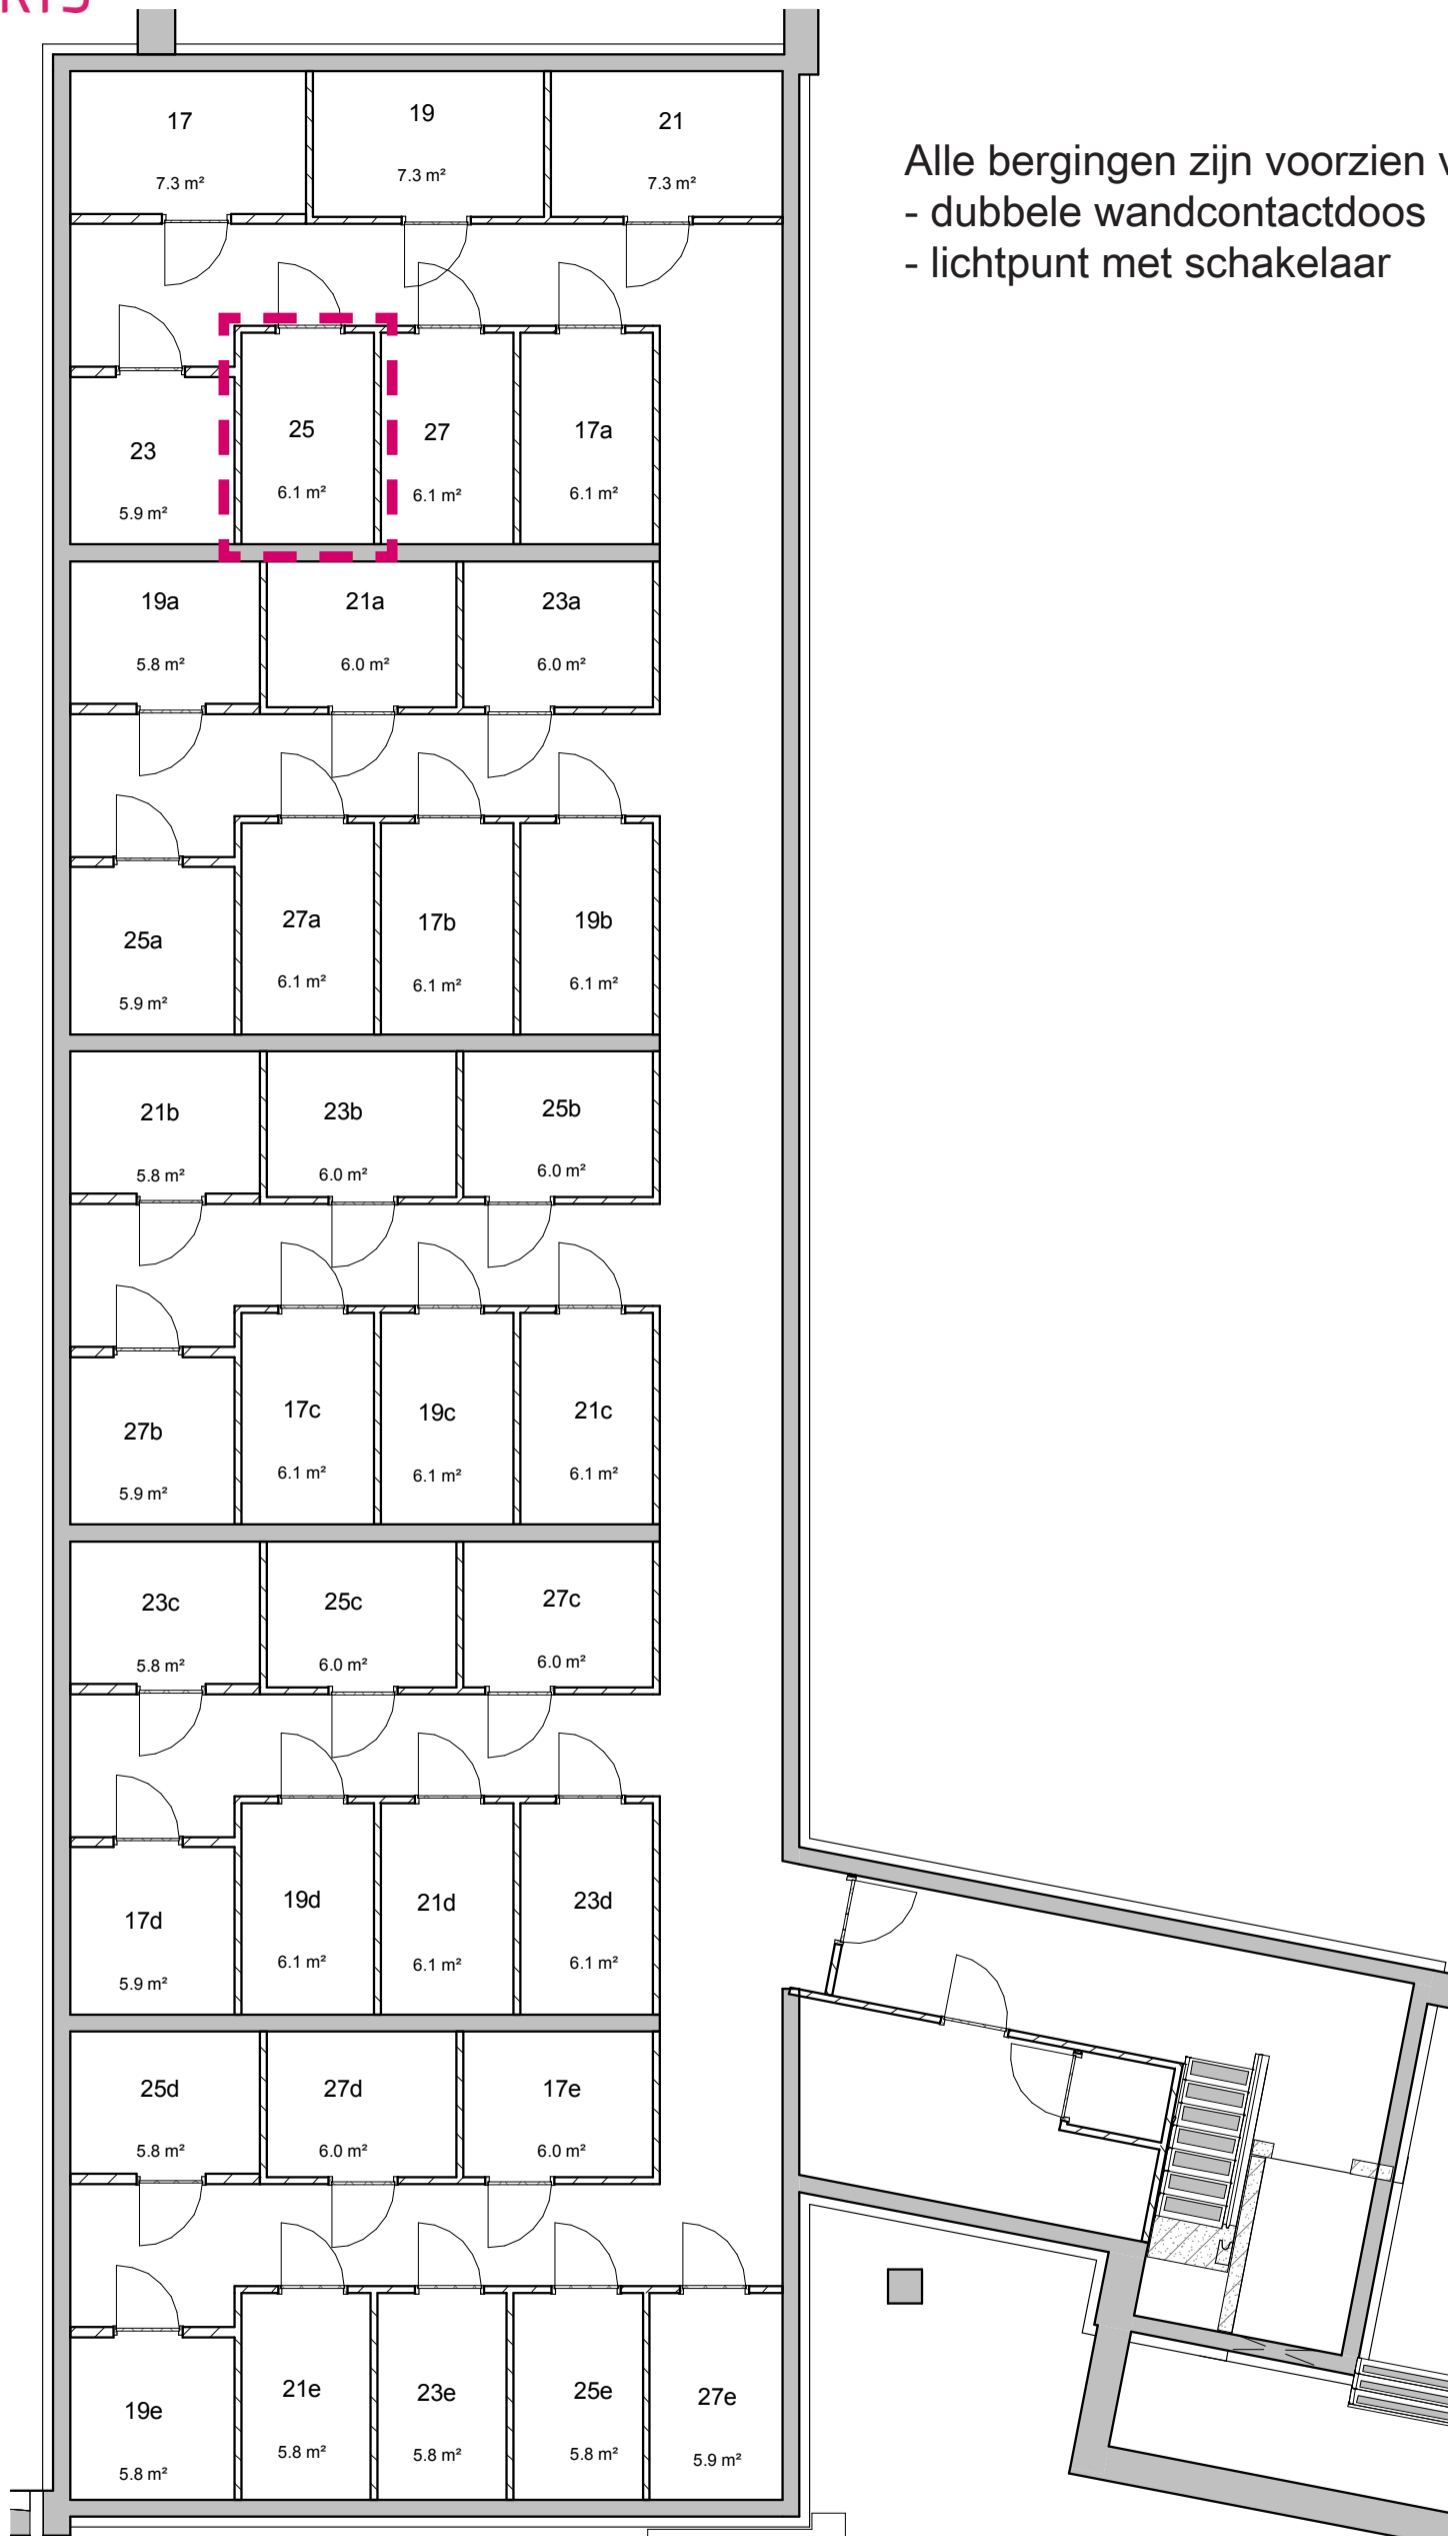 17
19
21
7.3 m²
7.3 m²
7.3 m²
Alle bergingen zijn voorzien
- dubbele wandcontactdoos
- lichtpunt met schakelaar
23
25
27
17a
5.9 m²
6.1 m²
6.1 m²
6.1 m²
19a
21a
23a
5.8 m²
6.0 m²
6.0 m²
25a
27a
17b
19b
5.9 m²
6.1 m²
6.1 m²
6.1 m²
21b
23b
25b
5.8 m²
6.0 m²
6.0 m²
27b
17c
19c
21c
5.9 m²
6.1 m²
6.1 m²
6.1 m²
23c
25c
27c
5.8 m²
6.0 m²
6.0 m²
17d
19d
21d
23d
5.9 m²
6.1 m²
6.1 m²
6.1 m²
25d
27d
17e
5.8 m²
6.0 m²
6.0 m²
19e
21e
23e
25e
27e
5.8 m²
5.8 m²
5.8 m²
5.8 m²
5.9 m²